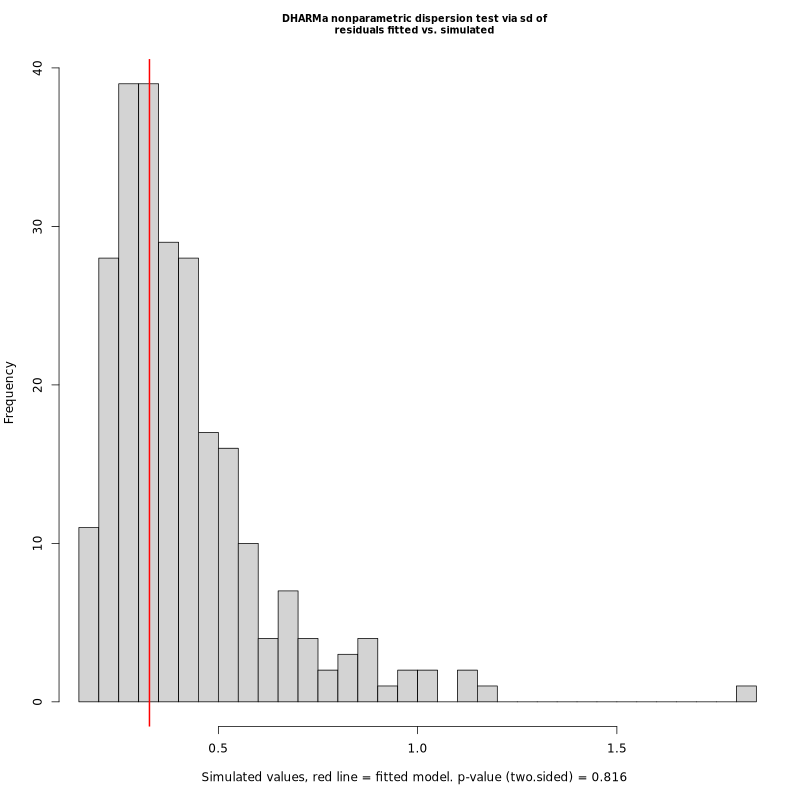 DHARMa nonparametric dispersion test via sd of
residuals fitted vs. simulated
40
30
20
10
0
Frequency
0.5 1.0 1.5
Simulated values, red line = fitted model. p-value (two.sided) = 0.816